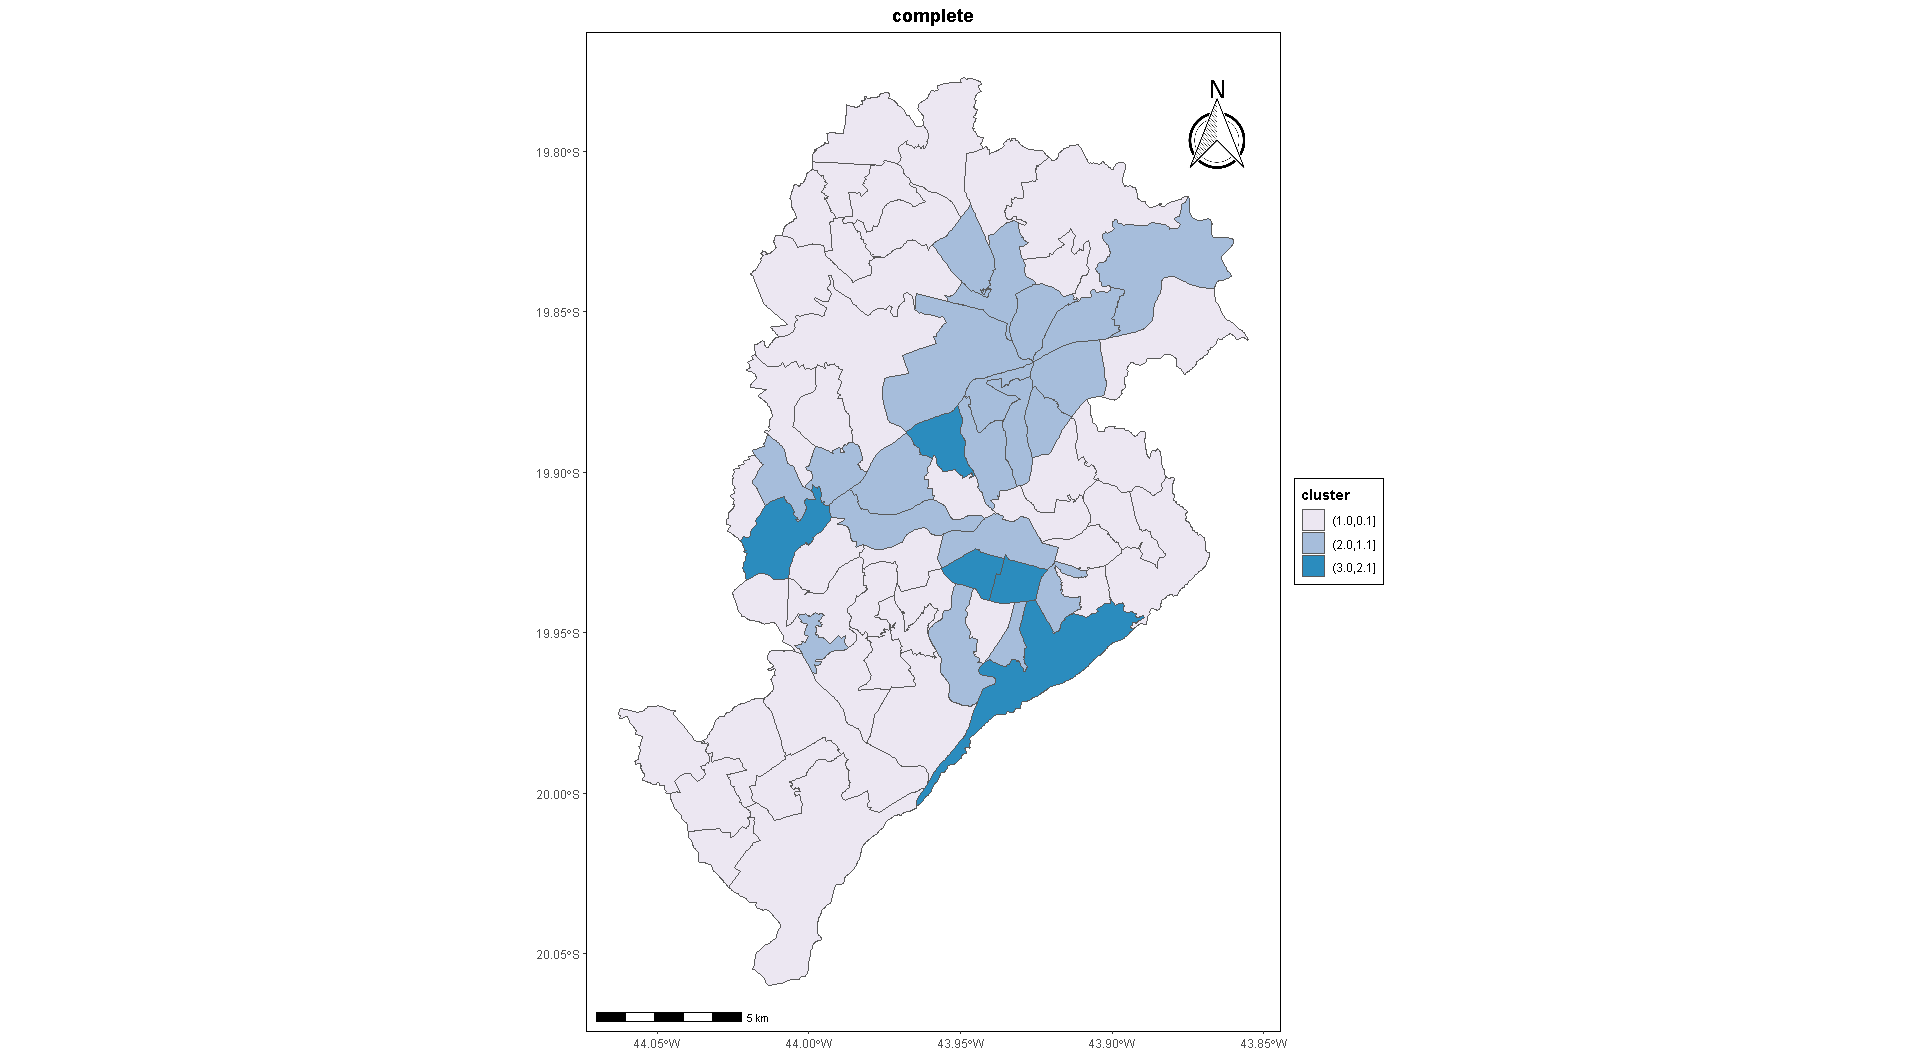 complete
N
19.80°S
19.85°S
19.90°S
19.95°S
20.00°S
20.05°S
cluster
(1.0,0.1]
(2.0,1.1]
(3.0,2.1]
5 km
44.05°W
44.00°W
43.95°W
43.90°W
43.85°W